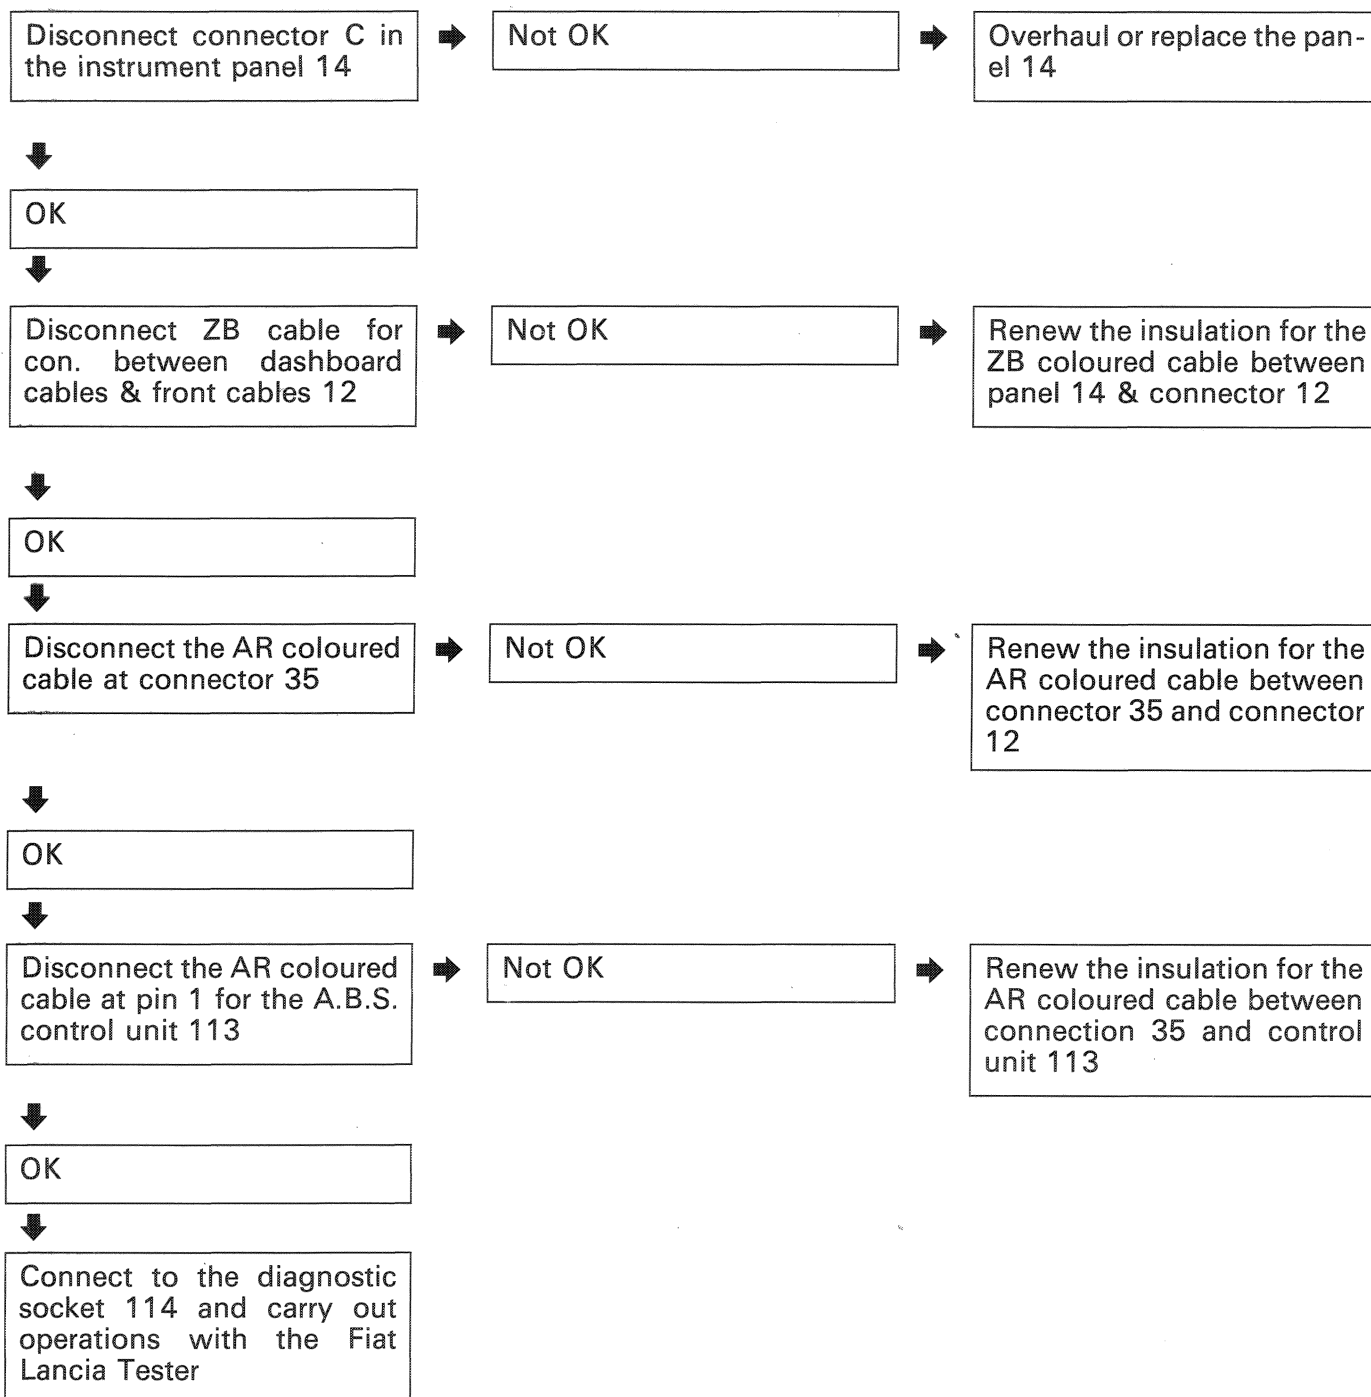 Disconnect connector C in
the instrument panel 14
Not OK
Overhaul or replace the pan-
el 14
OK
Disconnect ZB cable for
con. between dashboard
cables & front cables 12
Not OK
Renew the insulation for the
ZB coloured cable between
panel 14 & connector 12
OK
Disconnect the AR coloured
cable at connector 35
Not OK
Renew the insulation for the
AR coloured cable between
connector 35 and connector
12
OK
Disconnect the AR coloured
cable at pin 1 for the A.B.S.
control unit 113
Not OK
Renew the insulation for the
AR coloured cable between
connection 35 and control
unit 113
OK
Connect to the diagnostic
socket 114 and carry out
operations with the Fiat
Lancia Tester